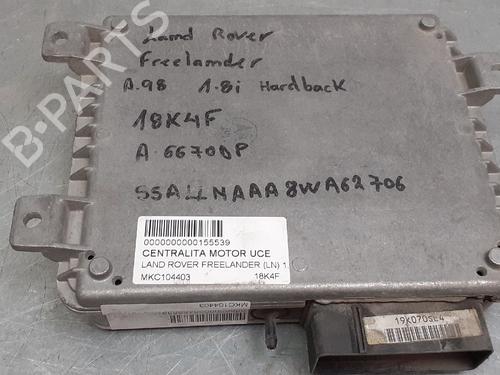 B-PARTS
Land Rover
Freelander
A.98 1.8i Hardback
18K4F
A.66700P
SSALLNAAA8WA62706
0000000000155539
CENTRALITA MOTOR UCE
LAND ROVER FREELANDER (LN) 1.
MKC104403 18K4F
MKC104403
19K070SE4